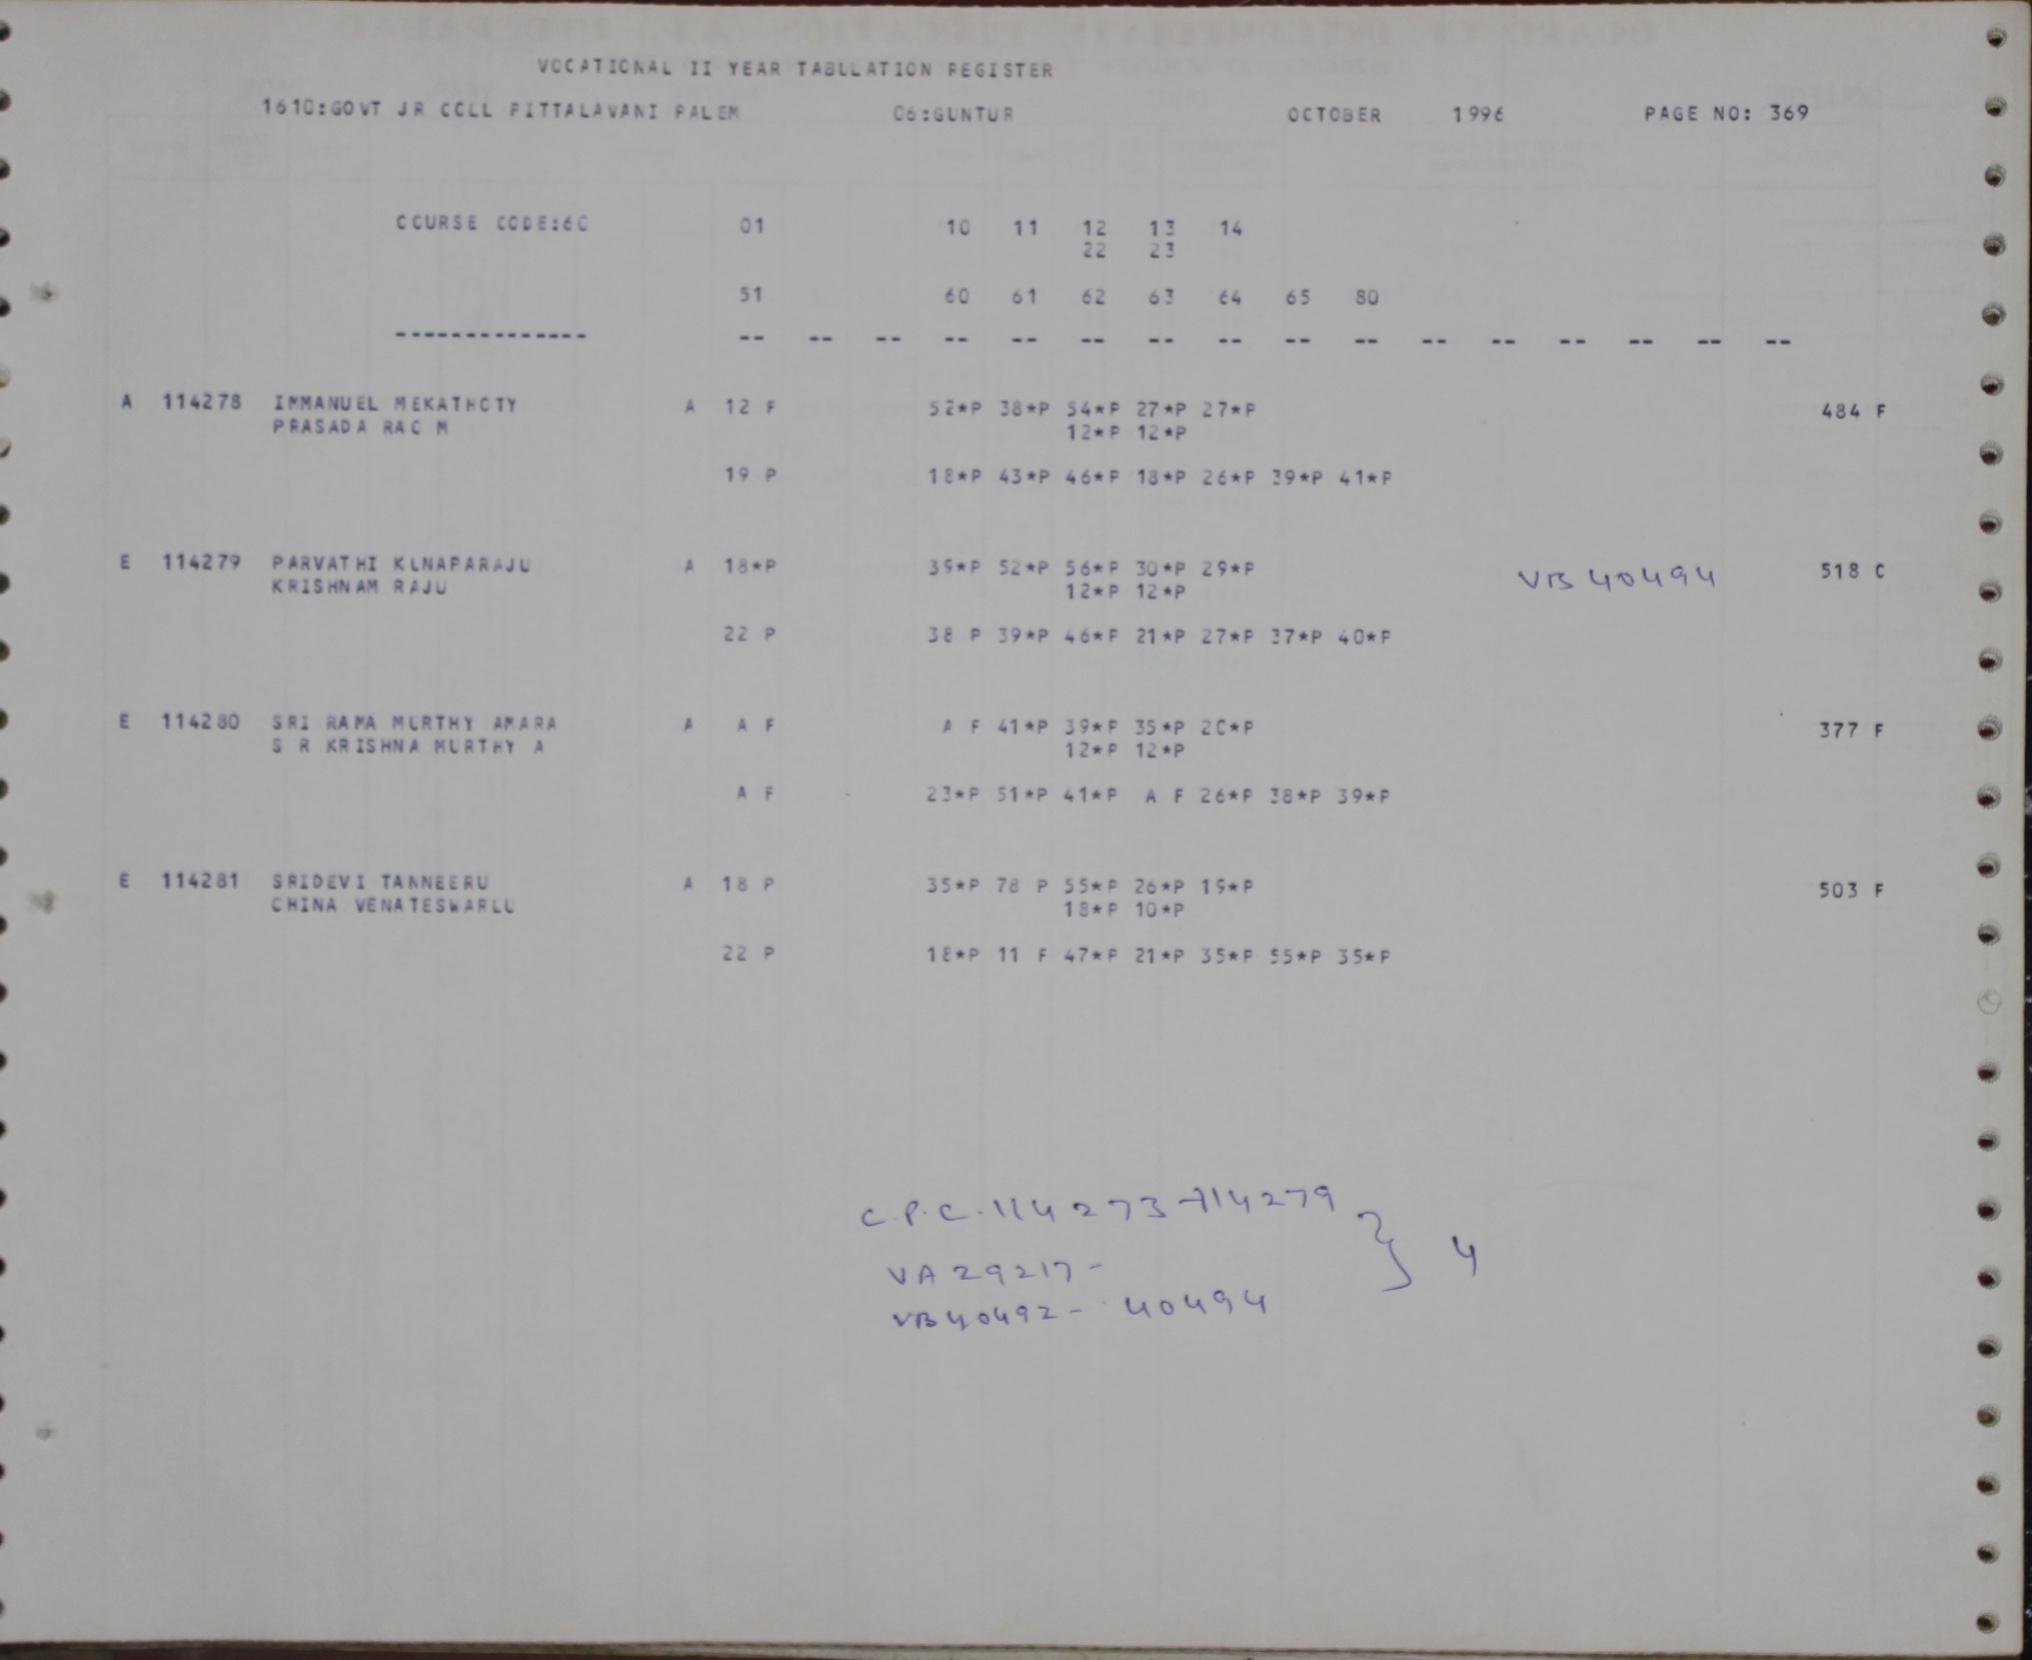 VOCATIONAL II YEAR TABULATION REGISTER
1610:GOVT JR COLL PITTALAVANI PALEM 06:GUNTUR OCTOBER 1996 PAGE NO: 369
COURSE CODE:60 01 10 11 12 13 14
22 23
51 60 61 62 63 64 65 80
-------------- -- -- -- -- -- -- -- -- -- -- -- -- -- -- -- --
A 114278 IMMANUEL MEKATHOTY A 12 F 52*P 38*P 54*P 27*P 27*P 484 F
PRASADA RAO M 12*P 12*P
19 P 18*P 43*P 46*P 18*P 26*P 39*P 41*P
E 114279 PARVATHI KUNAPARAJU A 18*P 39*P 52*P 56*P 30*P 29*P VB 40494 518 C
KRISHNAM RAJU 12*P 12*P
22 P 38 P 39*P 46*P 21*P 27*P 37*P 40*P
E 114280 SRI RAMA MURTHY AMARA A A F A F 41*P 39*P 35*P 20*P 377 F
S R KRISHNA MURTHY A 12*P 12*P
A F 23*P 51*P 41*P A F 26*P 38*P 39*P
E 114281 SRIDEVI TANNEERU A 18 P 35*P 78 P 55*P 26*P 19*P 503 F
CHINA VENATESWARLU 18*P 10*P
22 P 18*P 11 F 47*P 21*P 35*P 55*P 35*P
C.P.C. 114273-114279
VA 29217 - } 4
VB40492 - 40494